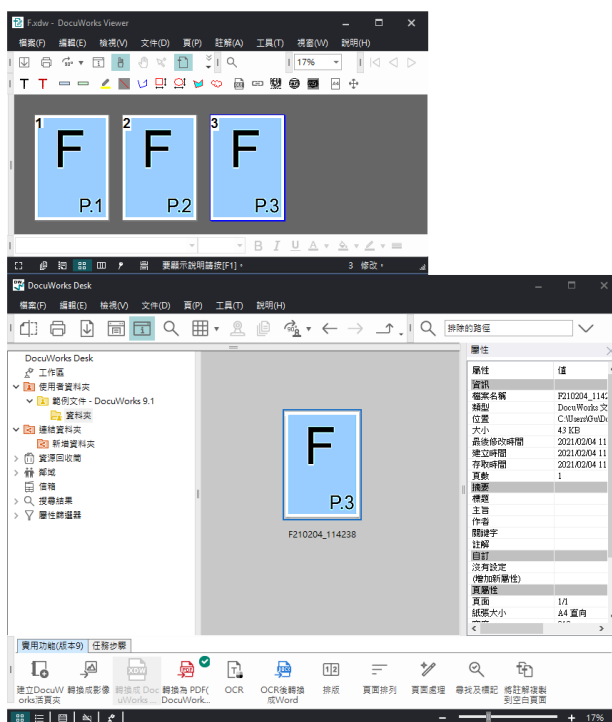 F.xdw - DocuWorks Viewer
檔案(F) 編輯(E) 檢視(V) 文件(D) 頁(P) 註解(A) 工具(T) 視窗(W) 說明(H)
17%
T T
1 2 3
F F F
P.1 P.2 P.3
B I U A
要顯示說明請按[F1]。 3 修改。
DocuWorks Desk
檔案(F) 編輯(E) 檢視(V) 文件(D) 頁(P) 工具(T) 說明(H)
排除的路徑
DocuWorks Desk
工作區
使用者資料夾
範例文件 - DocuWorks 9.1
資料夾
連結資料夾
新增資料夾
資源回收筒
鄰域
信箱
搜尋結果
屬性篩選器
F
P.3
F210204_114238
屬性
屬性 值
資訊
檔案名稱 F210204_1142
類型 DocuWorks 文
位置 C:\Users\Gu\Do
大小 43 KB
最後修改時間 2021/02/04 11
建立時間 2021/02/04 11
存取時間 2021/02/04 11
頁數 1
摘要
標題
主旨
作者
關鍵字
註解
自訂
沒有設定
(增加新屬性)
頁屬性
頁面 1/1
紙張大小 A4 直向
實用功能(版本9) 任務步驟
建立DocuWorks活頁夾 轉換成影像 轉換成 DocuWorks ... 轉換為 PDF(DocuWork... OCR OCR後轉換成Word 排版 頁面排列 頁面處理 尋找及標記 將註解複製到空白頁面
17%